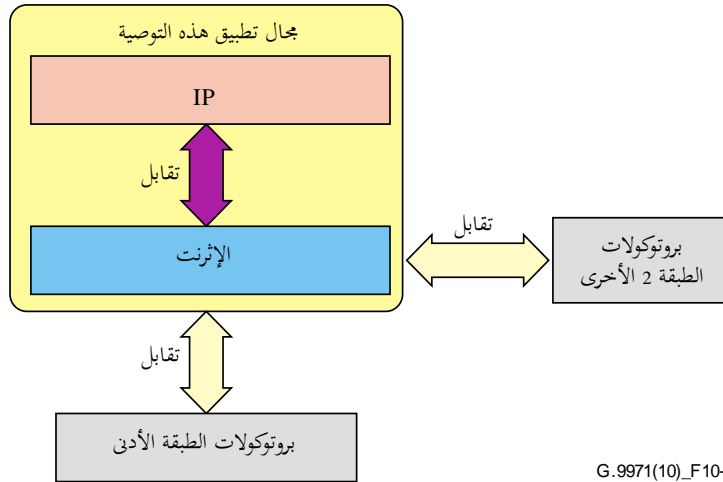 مجال تطبيق هذه التوصية
IP
تقابل
الإثرنت
تقابل
بروتوكولات
الطبقة 2 الأخرى
تقابل
بروتوكولات الطبقة الأدنى
G.9971(10)_F10-